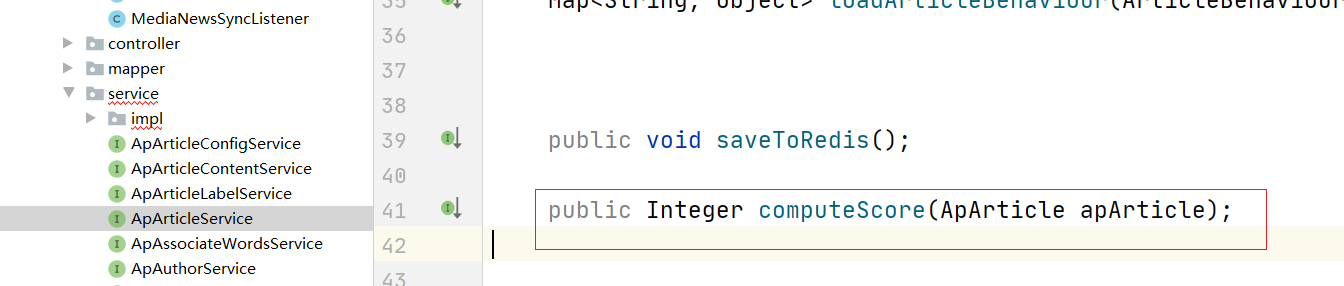 MediaNewsSyncListener
controller
mapper
service
impl
ApArticleConfigService
ApArticleContentService
ApArticleLabelService
ApArticleService
ApAssociateWordsService
ApAuthorService
35 Map<String, Object> loadArticleBehaviour(ArticleBehaviour
36
37
38
39 public void saveToRedis();
40
41 public Integer computeScore(ApArticle apArticle);
42
43